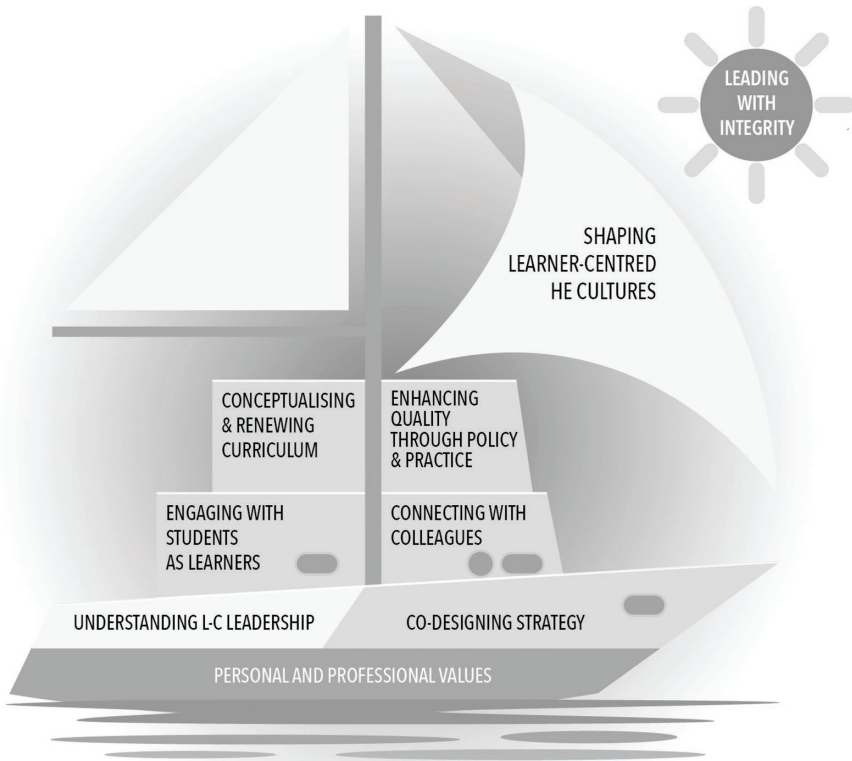 LEADING
WITH
INTEGRITY
SHAPING
LEARNER-CENTRED
HE CULTURES
CONCEPTUALISING
& RENEWING
CURRICULUM
ENHANCING
QUALITY
THROUGH POLICY
& PRACTICE
ENGAGING WITH
STUDENTS
AS LEARNERS
CONNECTING WITH
COLLEAGUES
UNDERSTANDING L-C LEADERSHIP
CO-DESIGNING STRATEGY
PERSONAL AND PROFESSIONAL VALUES